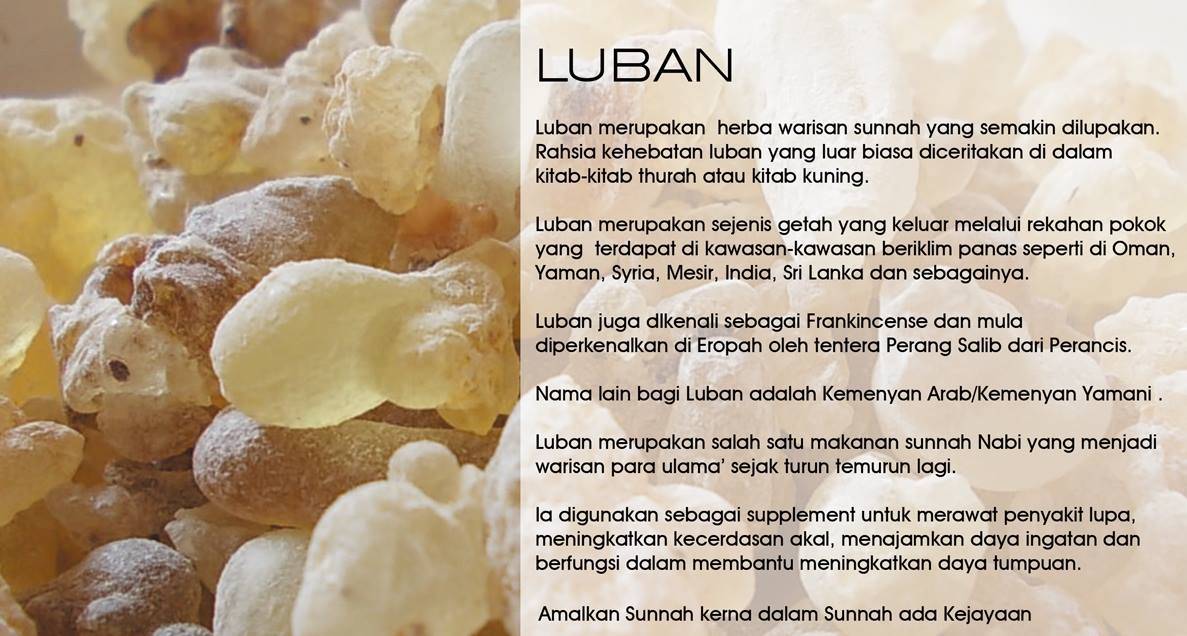 LUBAN
Luban merupakan herba warisan sunnah yang semakin dilupakan.
Rahsia kehebatan luban yang luar biasa diceritakan di dalam
kitab-kitab thurah atau kitab kuning.
Luban merupakan sejenis getah yang keluar melalui rekahan pokok
yang terdapat di kawasan-kawasan beriklim panas seperti di Oman,
Yaman, Syria, Mesir, India, Sri Lanka dan sebagainya.
Luban juga dIkenali sebagai Frankincense dan mula
diperkenalkan di Eropah oleh tentera Perang Salib dari Perancis.
Nama lain bagi Luban adalah Kemenyan Arab/Kemenyan Yamani .
Luban merupakan salah satu makanan sunnah Nabi yang menjadi
warisan para ulama’ sejak turun temurun lagi.
Ia digunakan sebagai supplement untuk merawat penyakit lupa,
meningkatkan kecerdasan akal, menajamkan daya ingatan dan
berfungsi dalam membantu meningkatkan daya tumpuan.
Amalkan Sunnah kerna dalam Sunnah ada Kejayaan